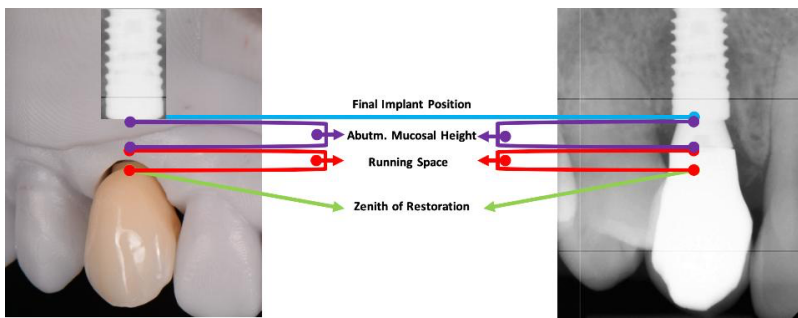 Final Implant Position
Abutm. Mucosal Height
Running Space
Zenith of Restoration